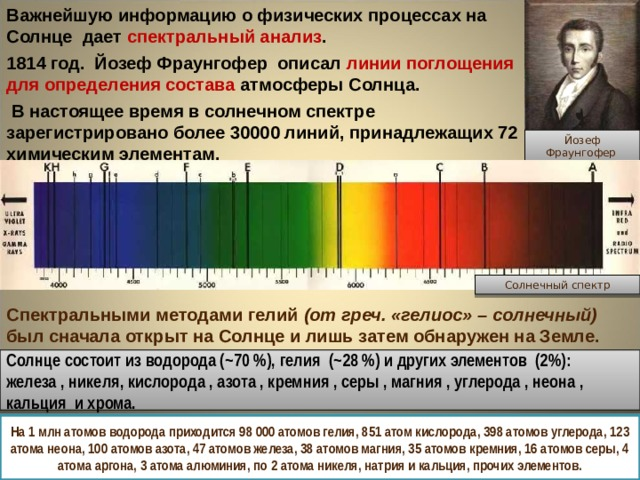 Важнейшую информацию о физических процессах на
Солнце дает спектральный анализ.
1814 год. Йозеф Фраунгофер описал линии поглощения
для определения состава атмосферы Солнца.
В настоящее время в солнечном спектре
зарегистрировано более 30000 линий, принадлежащих 72
химическим элементам.
Йозеф
Фраунгофер
KH G F E D C B A
ULTRA
VIOLET
X-RAYS
GAMMA
RAYS
INFRA
RED
and
RADIO
SPECTRUM
4000 4500 5000 5500 6000 6500
Солнечный спектр
Спектральными методами гелий (от греч. «гелиос» – солнечный)
был сначала открыт на Солнце и лишь затем обнаружен на Земле.
Солнце состоит из водорода (~70 %), гелия (~28 %) и других элементов (2%):
железа , никеля, кислорода , азота , кремния , серы , магния , углерода , неона ,
кальция и хрома.
На 1 млн атомов водорода приходится 98 000 атомов гелия, 851 атом кислорода, 398 атомов углерода, 123
атома неона, 100 атомов азота, 47 атомов железа, 38 атомов магния, 35 атомов кремния, 16 атомов серы, 4
атома аргона, 3 атома алюминия, по 2 атома никеля, натрия и кальция, прочих элементов.